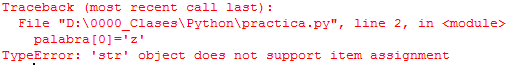 Traceback (most recent call last):
  File "D:\0000_Clases\Python\practica.py", line 2, in <module>
    palabra[0]='z'
TypeError: 'str' object does not support item assignment